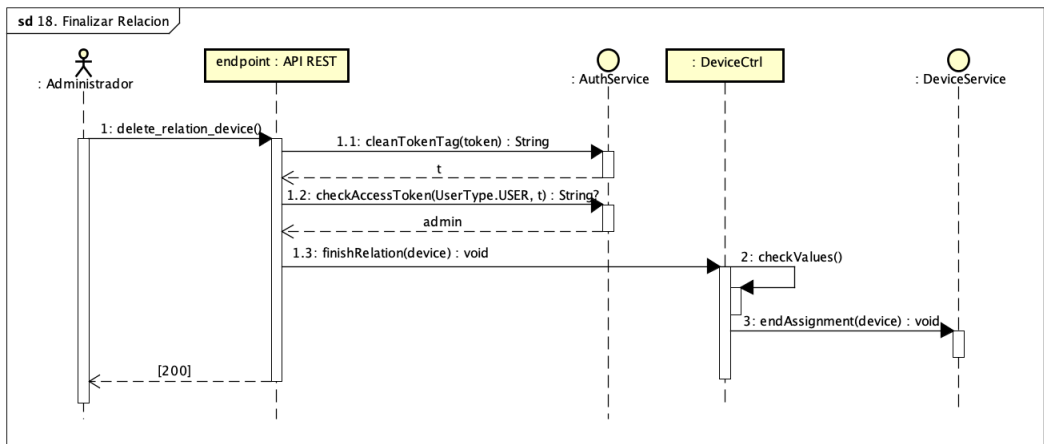 sd 18. Finalizar Relacion
: Administrador
endpoint : API REST
: AuthService
: DeviceCtrl
: DeviceService
1: delete_relation_device()
1.1: cleanTokenTag(token) : String
t
1.2: checkAccessToken(UserType.USER, t) : String?
admin
1.3: finishRelation(device) : void
2: checkValues()
3: endAssignment(device) : void
[200]